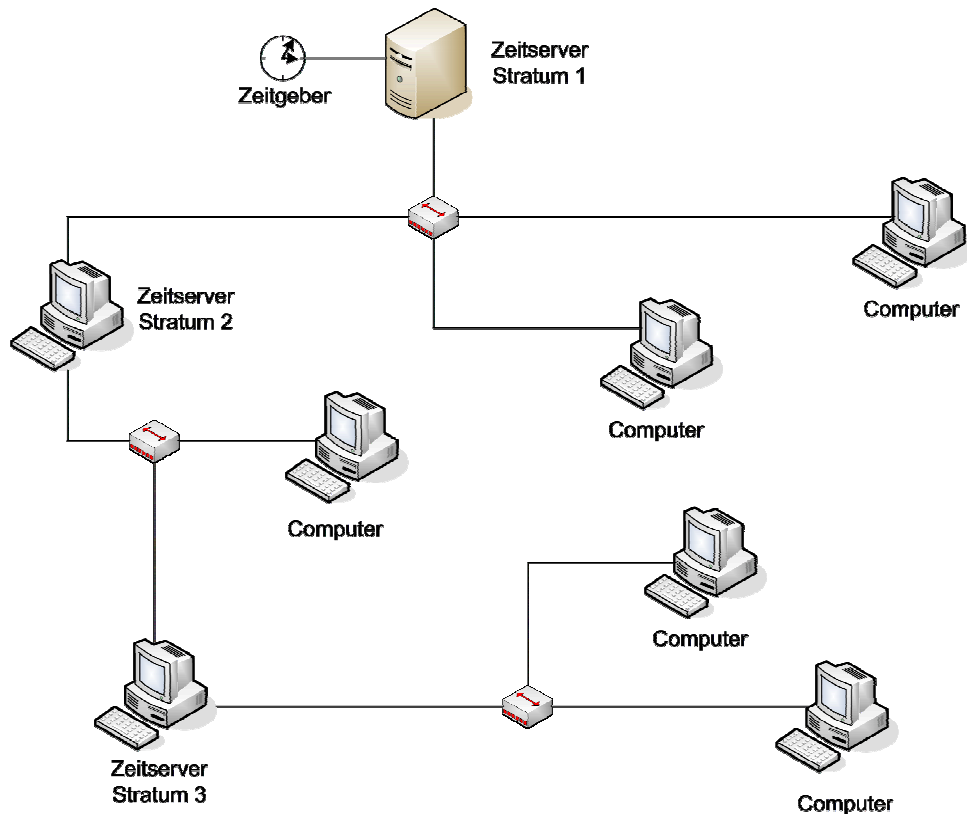 Zeitserver
Stratum 1
Zeitgeber
Computer
Zeitserver
Stratum 2
Computer
Computer
Computer
Zeitserver
Stratum 3
Computer